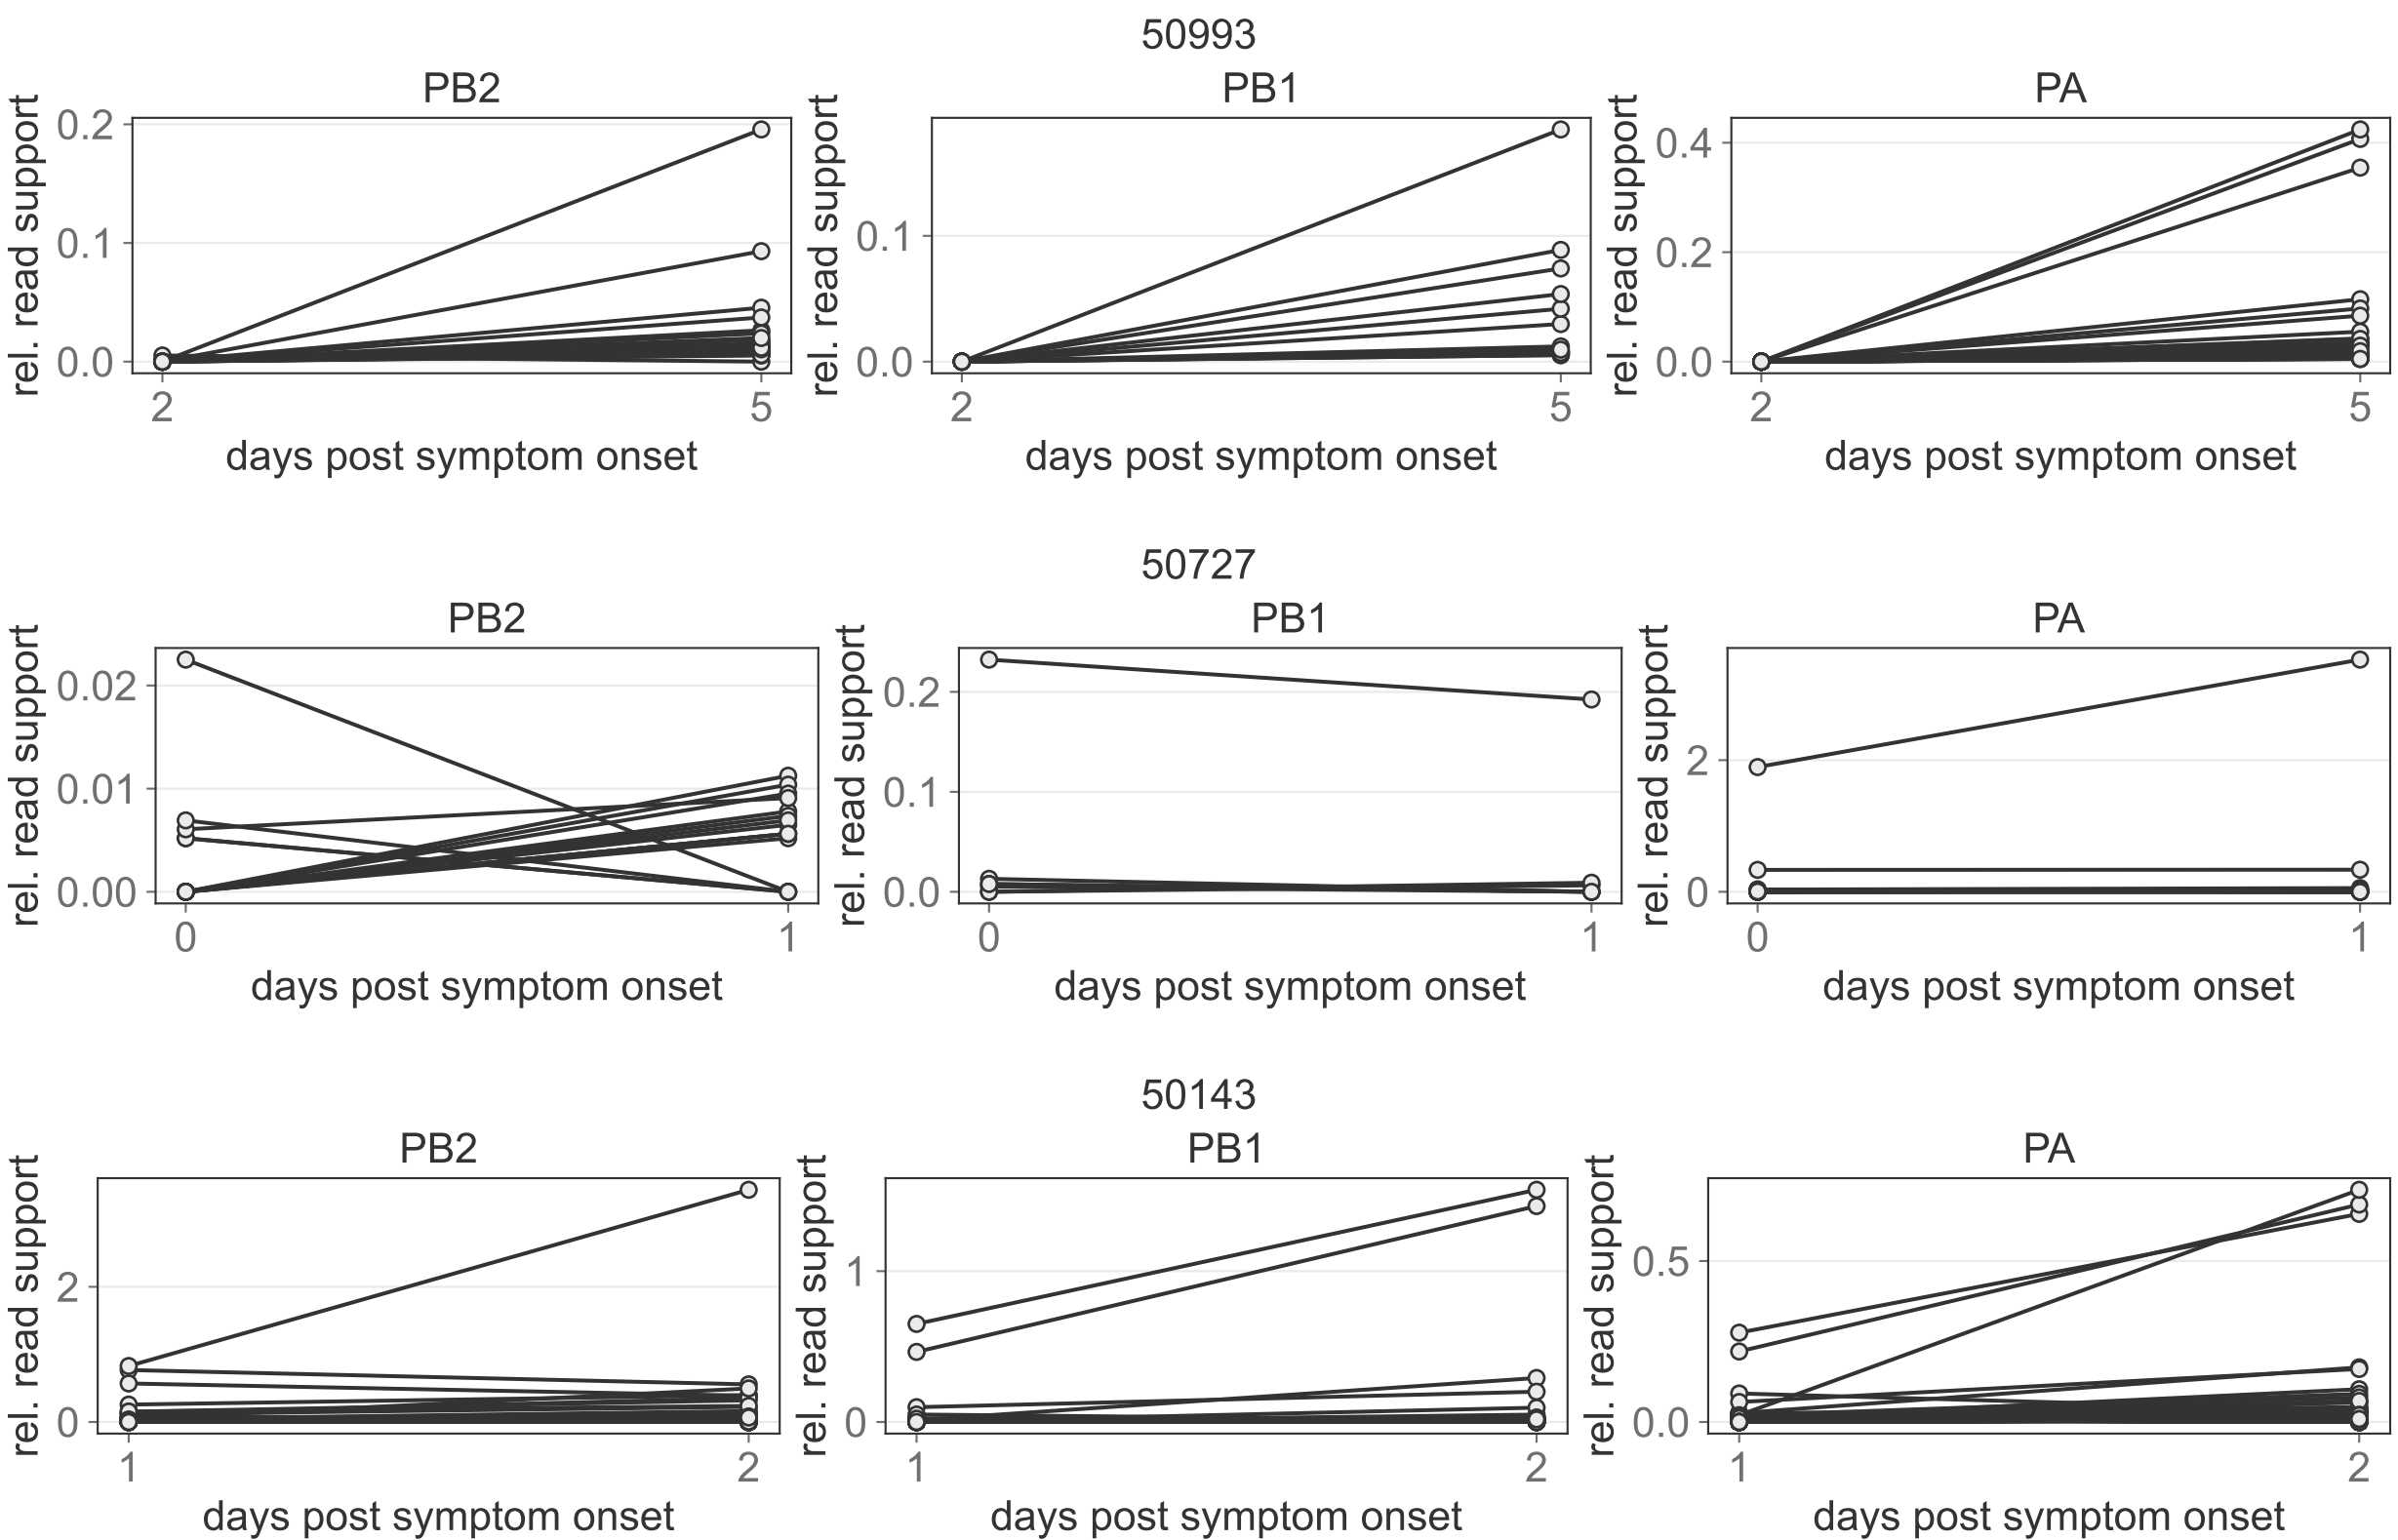 50993
PB2 PB1 PA
rel. read support
0.2
0.1
0.0
2 5
days post symptom onset
rel. read support
0.1
0.0
2 5
days post symptom onset
rel. read support
0.4
0.2
0.0
2 5
days post symptom onset
50727
PB2 PB1 PA
rel. read support
0.02
0.01
0.00
0 1
days post symptom onset
rel. read support
0.2
0.1
0.0
0 1
days post symptom onset
rel. read support
2
0
0 1
days post symptom onset
50143
PB2 PB1 PA
rel. read support
2
0
1 2
days post symptom onset
rel. read support
1
0
1 2
days post symptom onset
rel. read support
0.5
0.0
1 2
days post symptom onset